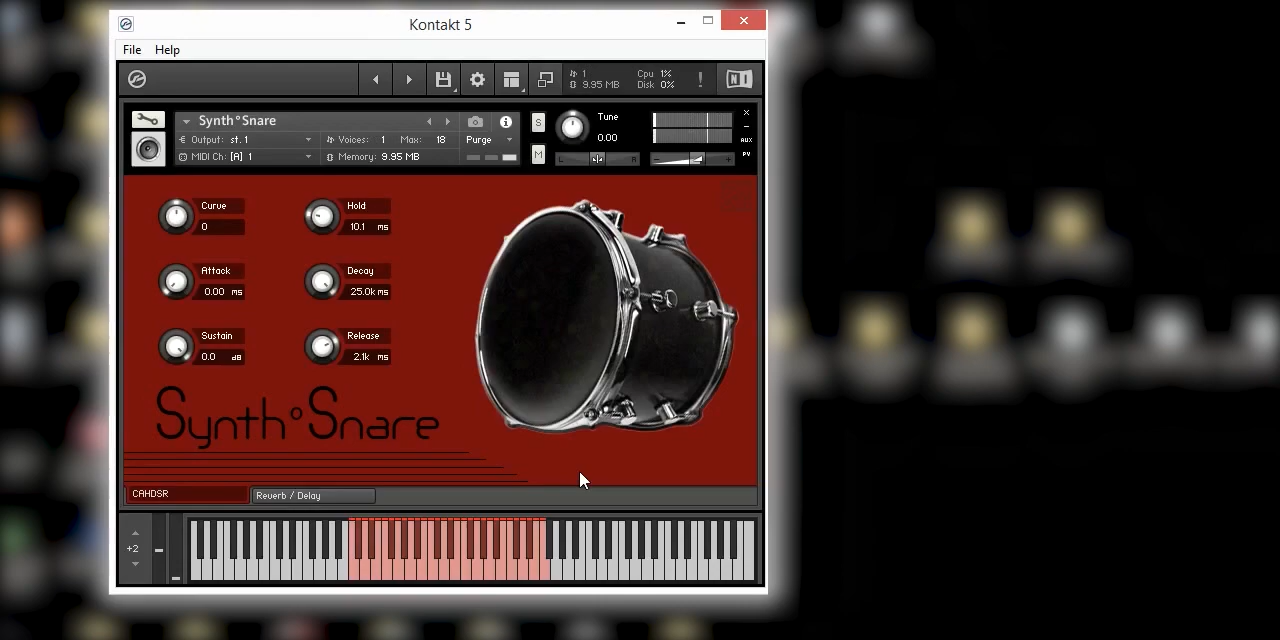 Kontakt 5
File Help
1 Cpu 1%
9.95 MB Disk 0% !
Synth°Snare
Output: st.1 Voices: 1 Max: 18 Purge
MIDI Ch: [A] 1 Memory: 9.95 MB
S
M
Tune
0.00
L R
- +
AUX
PV
Curve
0
Hold
10.1 ms
Attack
0.00 ms
Decay
25.0k ms
Sustain
0.0 dB
Release
2.1k ms
Synth°Snare
CAHDSR Reverb / Delay
+2